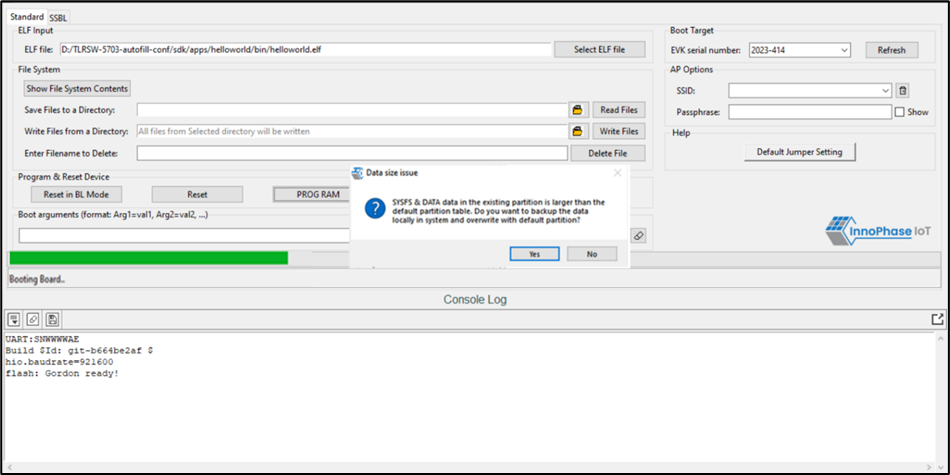 Standard SSBL
ELF Input
ELF file: D:/TLRSW-5703-autofill-conf/sdk/apps/helloworld/bin/helloworld.elf Select ELF file
File System
Show File System Contents
Save Files to a Directory: Read Files
Write Files from a Directory: All files from Selected directory will be written Write Files
Enter Filename to Delete: Delete File
Program & Reset Device
Reset in BL Mode Reset PROG RAM
Boot arguments (format: Arg1=val1, Arg2=val2, ...)
Boot Target
EVK serial number: 2023-414 Refresh
AP Options
SSID:
Passphrase: Show
Help
Default Jumper Setting
InnoPhase IoT
Data size issue
SYSFS & DATA data in the existing partition is larger than the
default partition table. Do you want to backup the data
locally in system and overwrite with default partition?
Yes No
Booting Board..
Console Log
UART:SNWWWWAE
Build $Id: git-b664be2af $
hio.baudrate=921600
flash: Gordon ready!